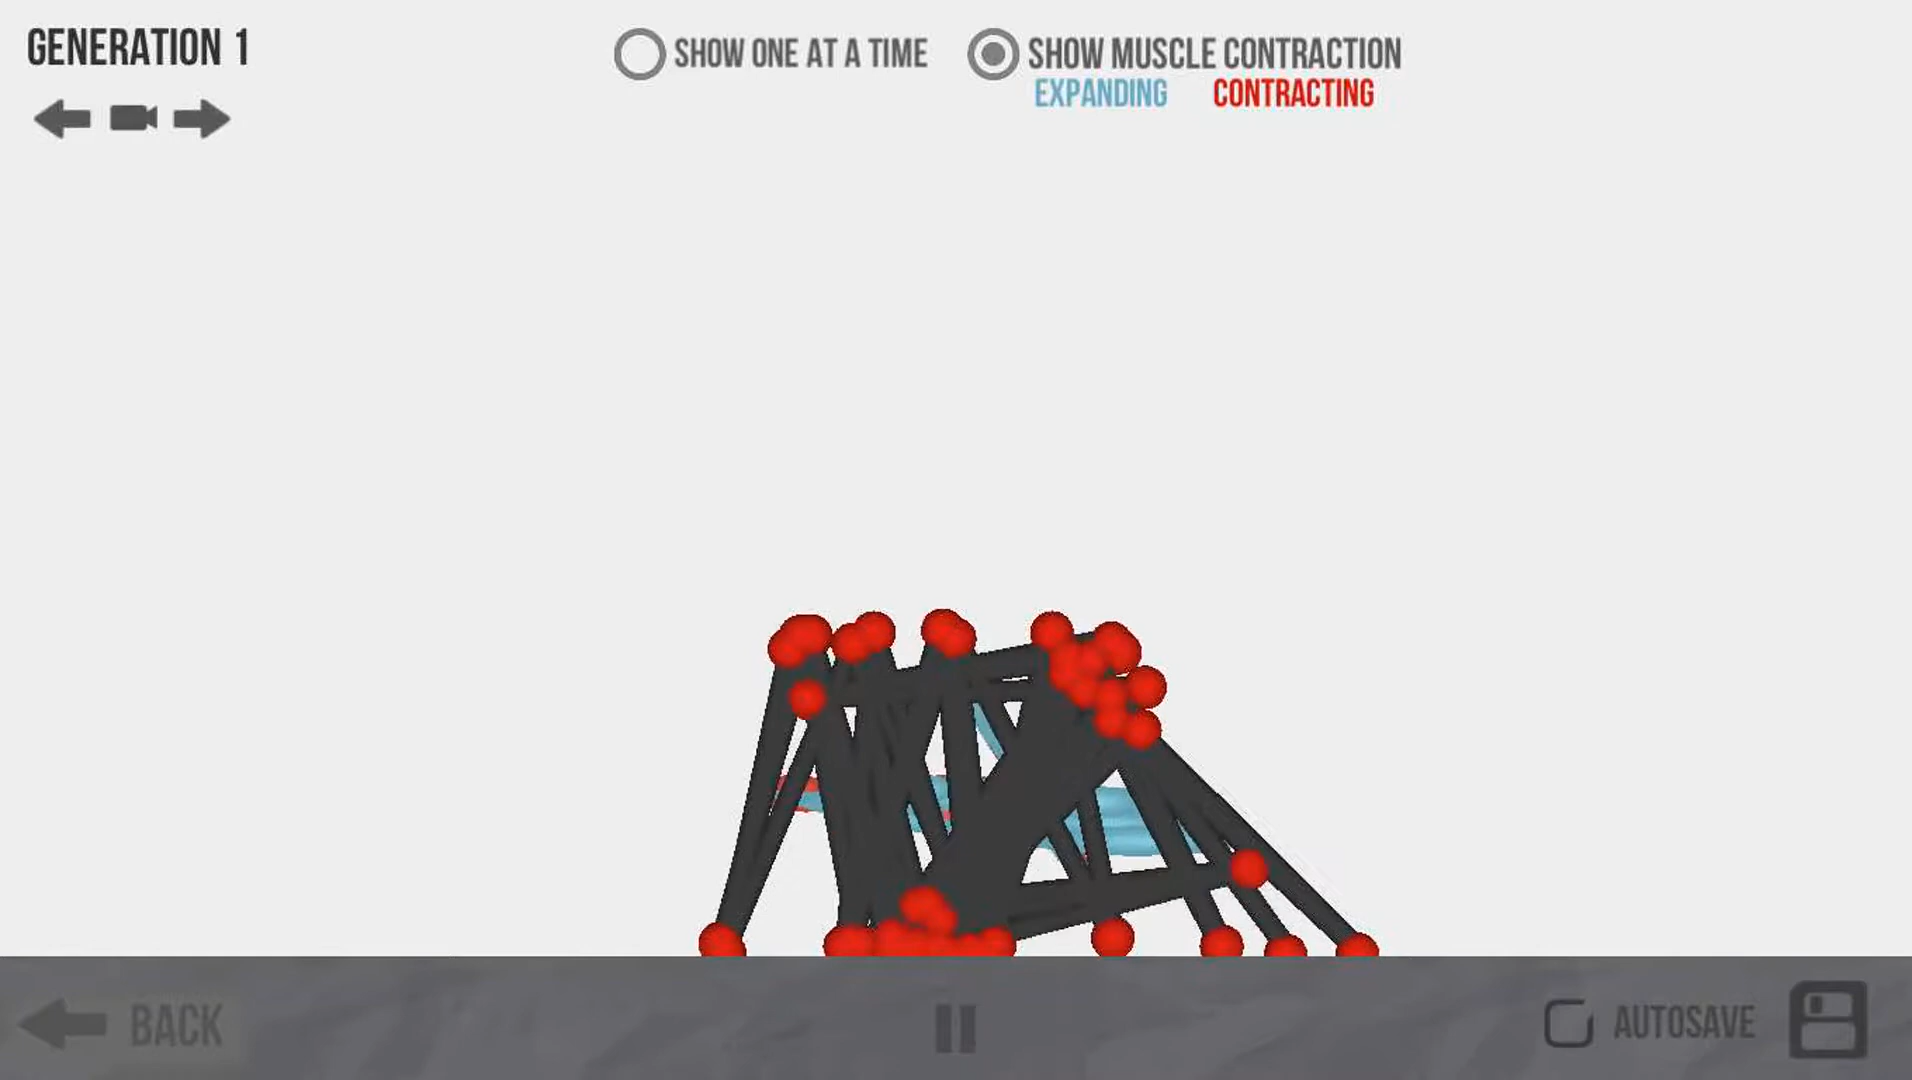 GENERATION 1
SHOW ONE AT A TIME
SHOW MUSCLE CONTRACTION
EXPANDING CONTRACTING
BACK
AUTOSAVE